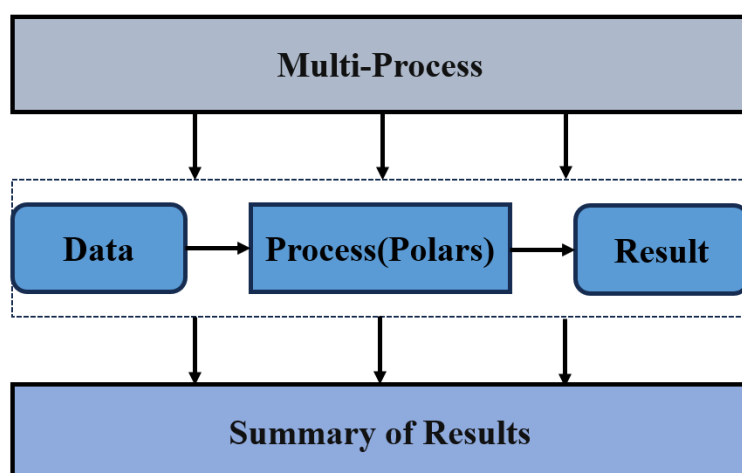 Multi-Process
Data
Process(Polars)
Result
Summary of Results